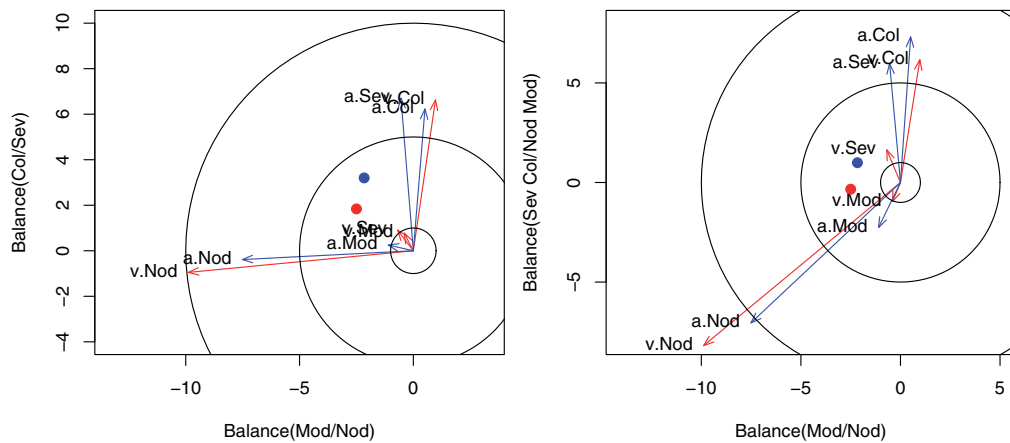 Balance(Col/Sev)
10
8
6
4
2
0
−2
−4
a.Sev
v.Col
a.Col
v.Sev
v.Mod
a.Mod
a.Nod
v.Nod
−10 −5 0
Balance(Mod/Nod)
Balance(Sev Col/Nod Mod)
5
0
−5
a.Col
v.Col
a.Sev
v.Sev
v.Mod
a.Mod
a.Nod
v.Nod
−10 −5 0 5
Balance(Mod/Nod)